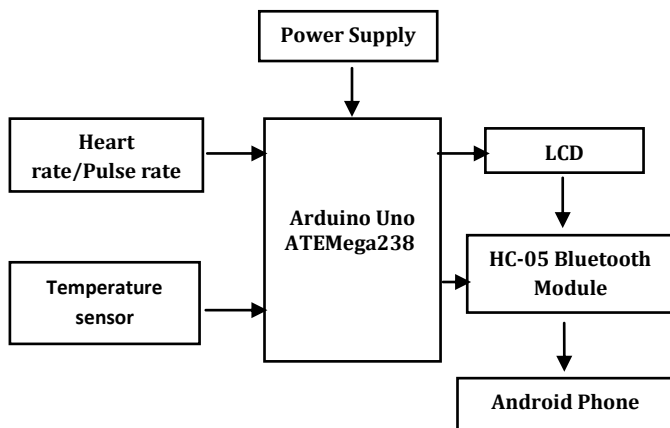 Power Supply
Heart
rate/Pulse rate
LCD
Arduino Uno
ATEMega238
HC-05 Bluetooth
Module
Temperature
sensor
Android Phone